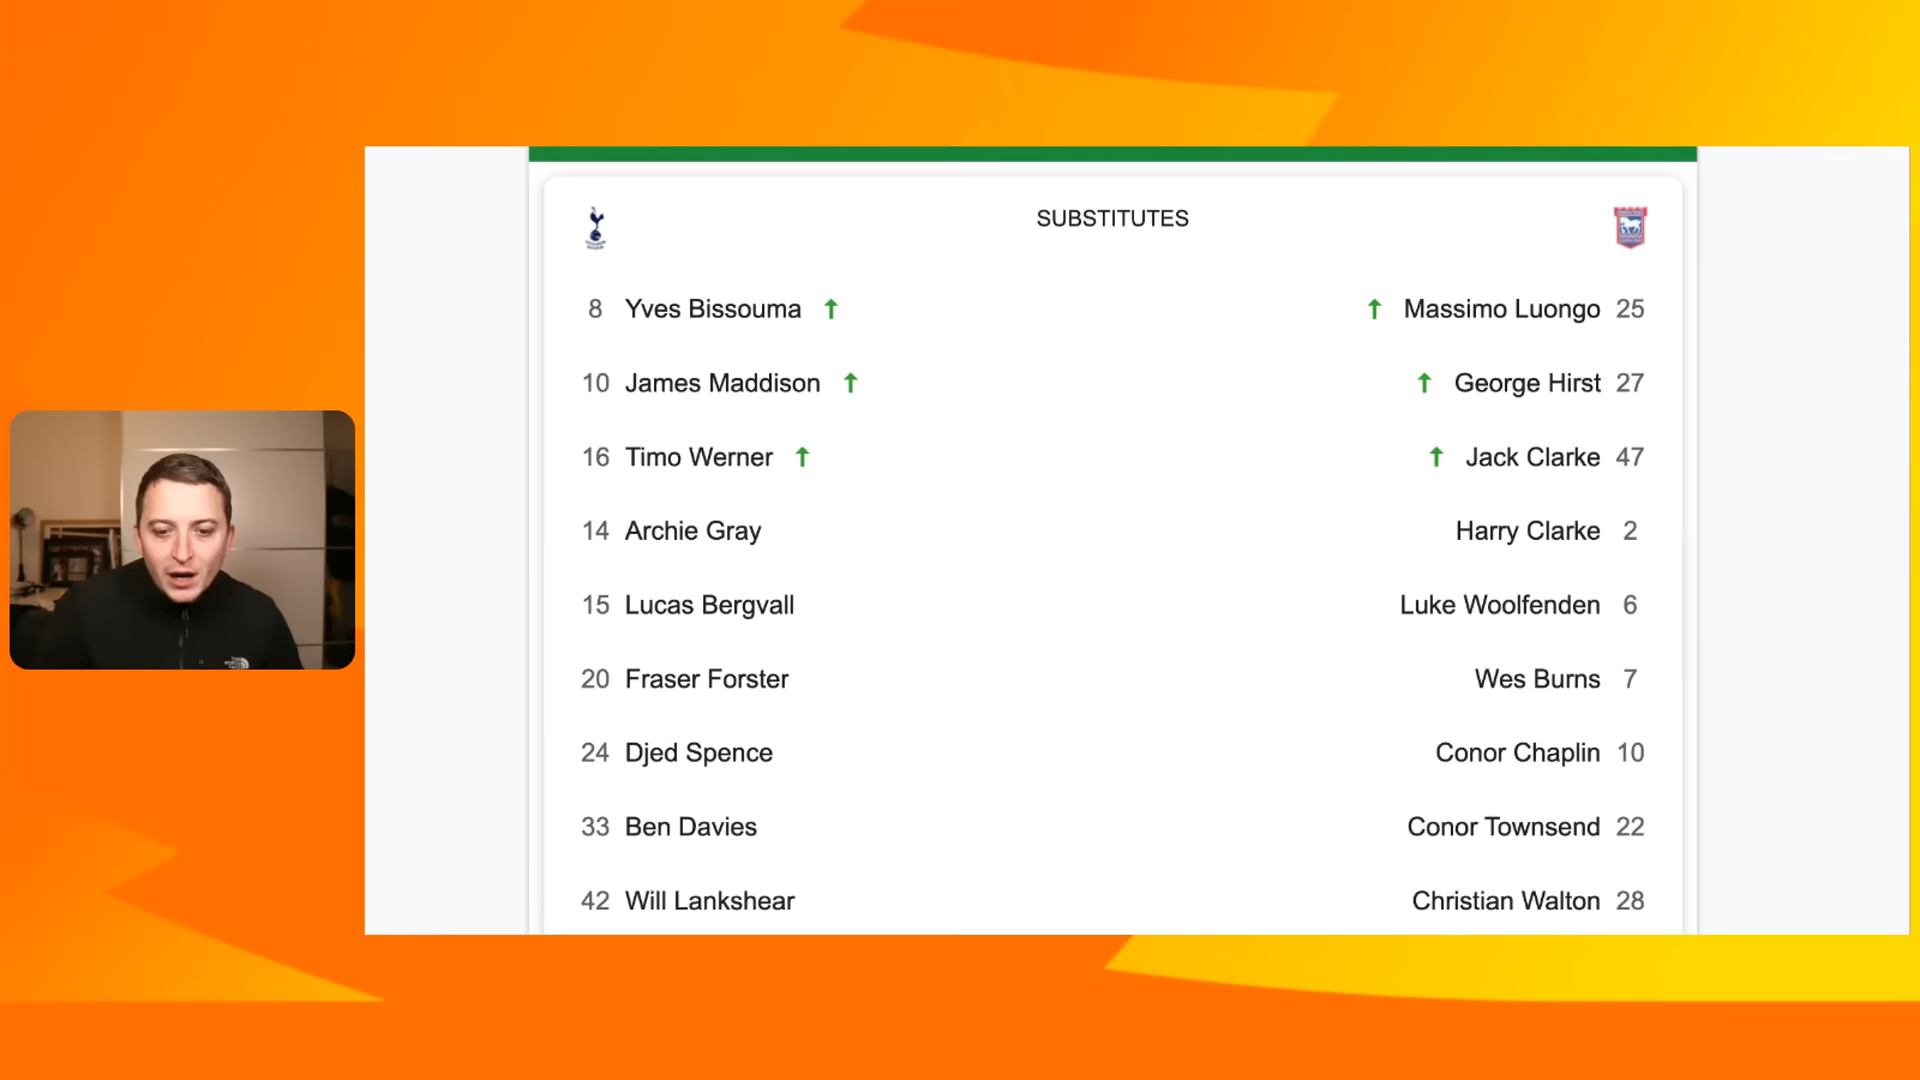 SUBSTITUTES
8 Yves Bissouma ↑ ↑ Massimo Luongo 25
10 James Maddison ↑ ↑ George Hirst 27
16 Timo Werner ↑ ↑ Jack Clarke 47
14 Archie Gray Harry Clarke 2
15 Lucas Bergvall Luke Woolfenden 6
20 Fraser Forster Wes Burns 7
24 Djed Spence Conor Chaplin 10
33 Ben Davies Conor Townsend 22
42 Will Lankshear Christian Walton 28